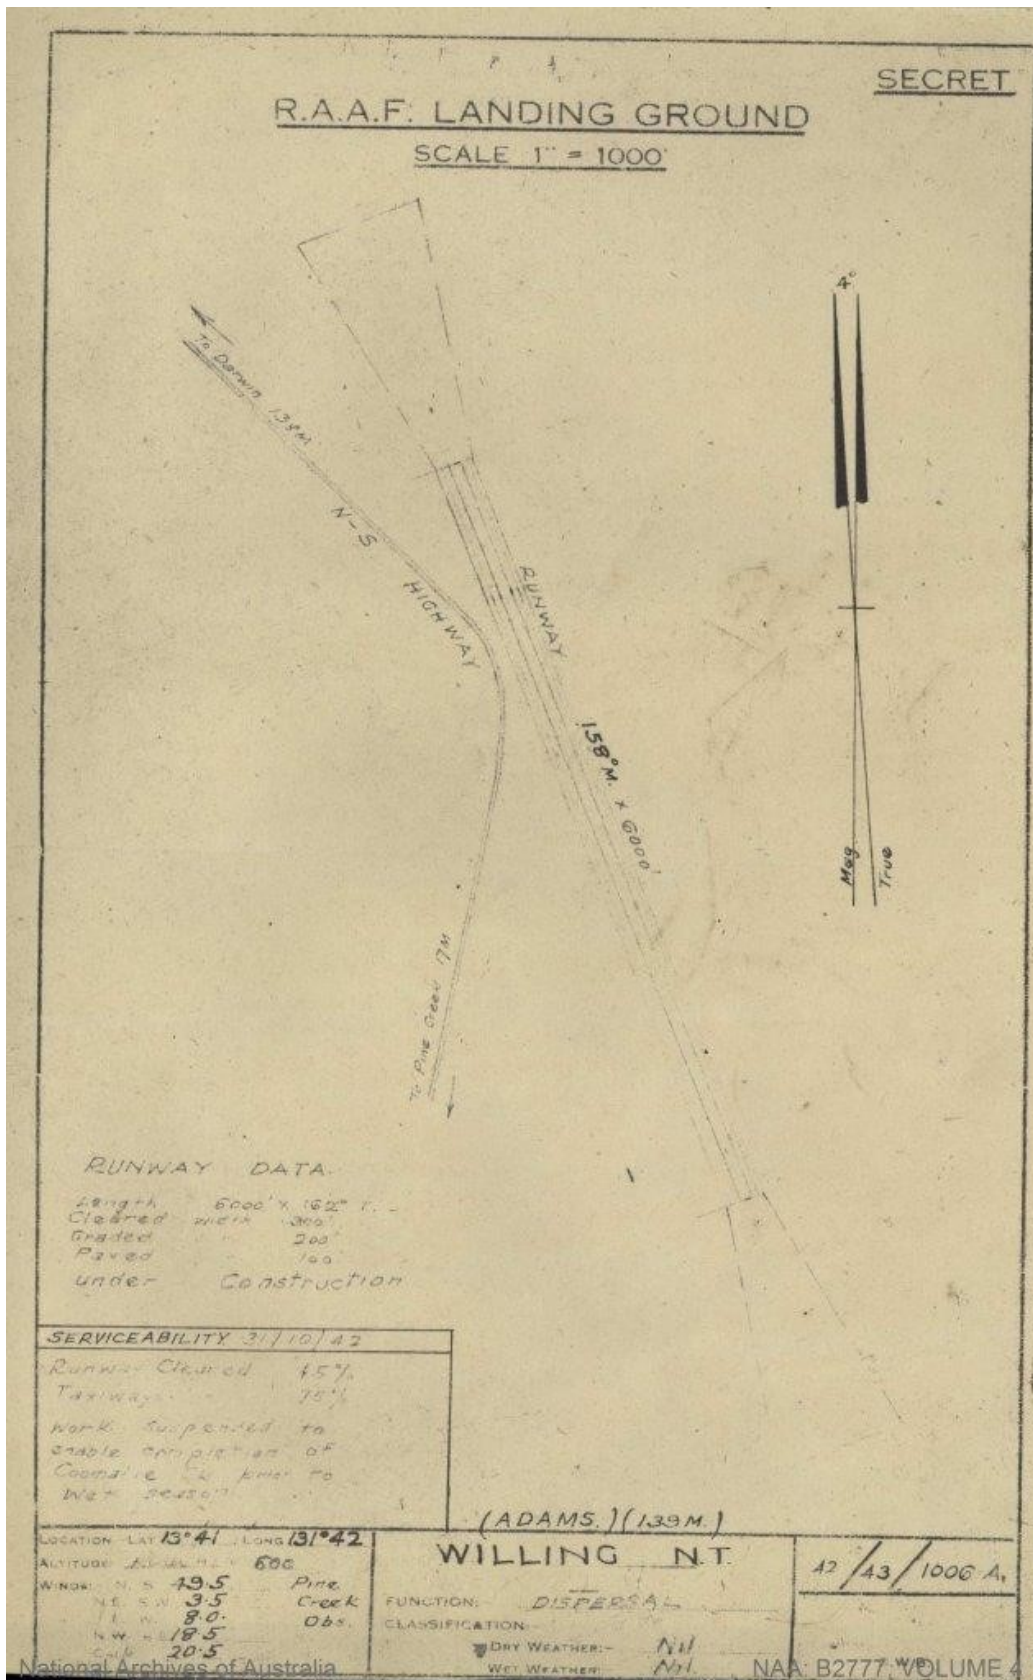 SECRET
R.A.A.F. LANDING GROUND
SCALE 1" = 1000'
4°
To Darwin 138M
N-S HIGHWAY
RUNWAY
158°M. x 6000'
Mag
True
To Pine Creek 17M
RUNWAY DATA
Length 6000' x 162° T.
Cleared width 300'
Graded " 200'
Paved " 100'
under Construction
SERVICEABILITY 31/10/42
Runway Cleared 45%
Taxiways " 75%
Work suspended to
enable completion of
Coomalie prior to
Wet season
(ADAMS.) (139M.)
LOCATION LAT 13°41 LONG 131°42
ALTITUDE 600
WINDS: N. S. 19.5 Pine
N.E. S.W. 3.5 Creek
E. W. 8.0. Obs.
N.W. 18.5
20.5
WILLING N.T.
FUNCTION: DISPERSAL
CLASSIFICATION:-
DRY WEATHER:- Nil
WET WEATHER: Nil
42/43/1006 A.
W/B
National Archives of Australia
NAA: B2777, VOLUME 4